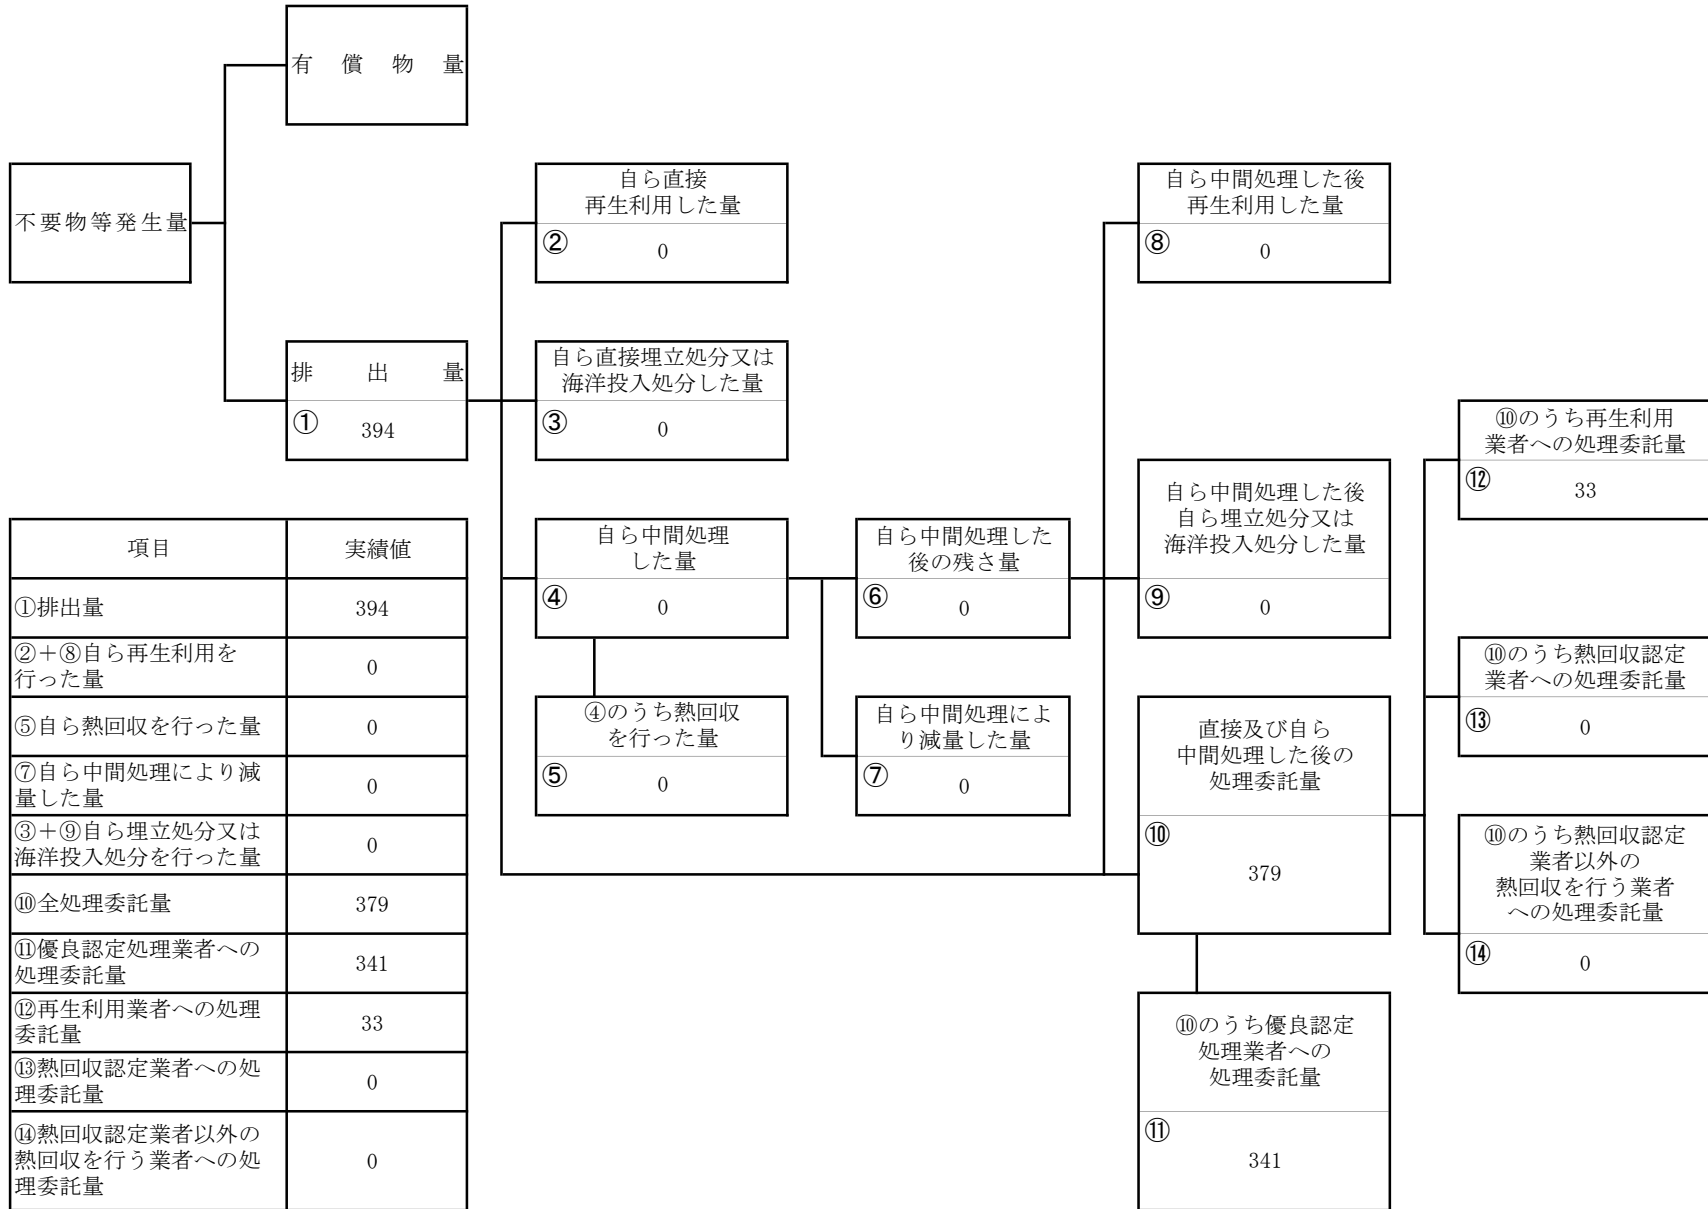 有償物量
不要物等発生量
自ら直接
再生利用した量
② 0
自ら中間処理した後
再生利用した量
⑧ 0
排出量
① 394
自ら直接埋立処分又は
海洋投入処分した量
③ 0
⑩のうち再生利用
業者への処理委託量
⑫ 33
自ら中間処理
した量
④ 0
自ら中間処理した
後の残さ量
⑥ 0
自ら中間処理した後
自ら埋立処分又は
海洋投入処分した量
⑨ 0
⑩のうち熱回収認定
業者への処理委託量
⑬ 0
④のうち熱回収
を行った量
⑤ 0
自ら中間処理によ
り減量した量
⑦ 0
直接及び自ら
中間処理した後の
処理委託量
⑩
379
⑩のうち熱回収認定
業者以外の
熱回収を行う業者
への処理委託量
⑭ 0
⑩のうち優良認定
処理業者への
処理委託量
⑪
341
項目 実績値
①排出量 394
②+⑧自ら再生利用を
行った量 0
⑤自ら熱回収を行った量 0
⑦自ら中間処理により減
量した量 0
③+⑨自ら埋立処分又は
海洋投入処分を行った量 0
⑩全処理委託量 379
⑪優良認定処理業者への
処理委託量 341
⑫再生利用業者への処理
委託量 33
⑬熱回収認定業者への処
理委託量 0
⑭熱回収認定業者以外の
熱回収を行う業者への処
理委託量 0